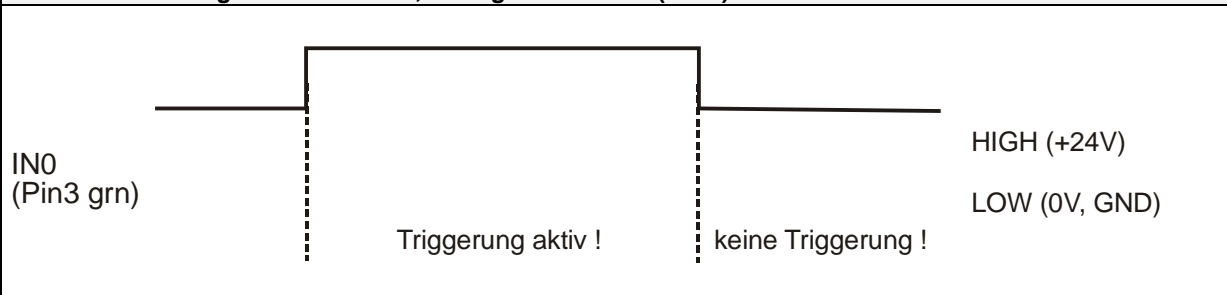 IN0
(Pin3 grn)
HIGH (+24V)
LOW (0V, GND)
Triggerung aktiv !
keine Triggerung !